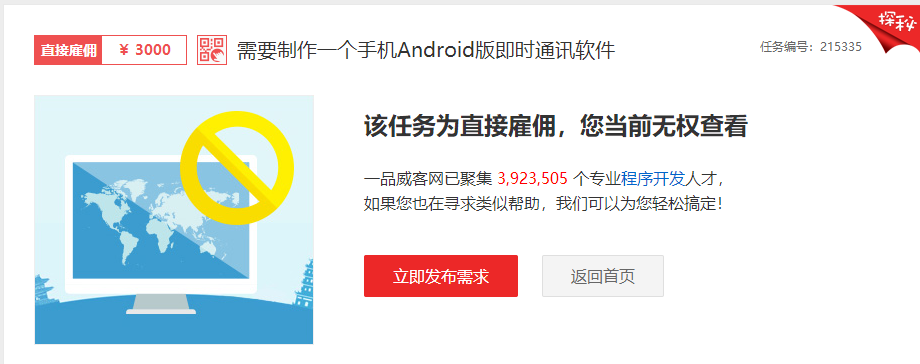 探秘
直接雇佣 ¥ 3000 需要制作一个手机Android版即时通讯软件 任务编号：215335
该任务为直接雇佣，您当前无权查看
一品威客网已聚集 3,923,505 个专业程序开发人才，
如果您也在寻求类似帮助，我们可以为您轻松搞定！
立即发布需求 返回首页